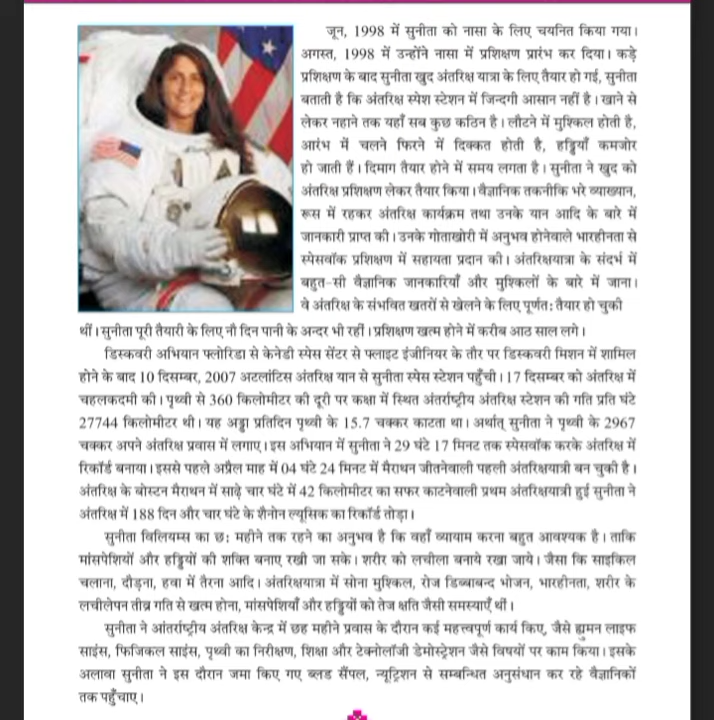 जून, 1998 में सुनीता को नासा के लिए चयनित किया गया।
अगस्त, 1998 में उन्होंने नासा में प्रशिक्षण प्रारंभ कर दिया। कड़े
प्रशिक्षण के बाद सुनीता खुद अंतरिक्ष यात्रा के लिए तैयार हो गई, सुनीता
बताती है कि अंतरिक्ष स्पेश स्टेशन में जिन्दगी आसान नहीं है। खाने से
लेकर नहाने तक यहाँ सब कुछ कठिन है। लौटने में मुश्किल होती है,
आरंभ में चलने फिरने में दिक्कत होती है, हड्डियाँ कमजोर
हो जाती हैं। दिमाग तैयार होने में समय लगता है। सुनीता ने खुद को
अंतरिक्ष प्रशिक्षण लेकर तैयार किया। वैज्ञानिक तकनीकि भरे व्याख्यान,
रूस में रहकर अंतरिक्ष कार्यक्रम तथा उनके यान आदि के बारे में
जानकारी प्राप्त की। उनके गोताखोरी में अनुभव होनेवाले भारहीनता से
स्पेसवॉक प्रशिक्षण में सहायता प्रदान की। अंतरिक्षयात्रा के संदर्भ में
बहुत-सी वैज्ञानिक जानकारियाँ और मुश्किलों के बारे में जाना।
वे अंतरिक्ष के संभवित खतरों से खेलने के लिए पूर्णत: तैयार हो चुकी
थीं। सुनीता पूरी तैयारी के लिए नौ दिन पानी के अन्दर भी रहीं। प्रशिक्षण खत्म होने में करीब आठ साल लगे।
डिस्कवरी अभियान फ्लोरिडा से केनेडी स्पेस सेंटर से फ्लाइट इंजीनियर के तौर पर डिस्कवरी मिशन में शामिल
होने के बाद 10 दिसम्बर, 2007 अटलांटिस अंतरिक्ष यान से सुनीता स्पेस स्टेशन पहुँची। 17 दिसम्बर को अंतरिक्ष में
चहलकदमी की। पृथ्वी से 360 किलोमीटर की दूरी पर कक्षा में स्थित अंतर्राष्ट्रीय अंतरिक्ष स्टेशन की गति प्रति घंटे
27744 किलोमीटर थी। यह अड्डा प्रतिदिन पृथ्वी के 15.7 चक्कर काटता था। अर्थात् सुनीता ने पृथ्वी के 2967
चक्कर अपने अंतरिक्ष प्रवास में लगाए। इस अभियान में सुनीता ने 29 घंटे 17 मिनट तक स्पेसवॉक करके अंतरिक्ष में
रिकॉर्ड बनाया। इससे पहले अप्रैल माह में 04 घंटे 24 मिनट में मैराथन जीतनेवाली पहली अंतरिक्षयात्री बन चुकी है।
अंतरिक्ष के बोस्टन मैराथन में साढ़े चार घंटे में 42 किलोमीटर का सफर काटनेवाली प्रथम अंतरिक्षयात्री हुई सुनीता ने
अंतरिक्ष में 188 दिन और चार घंटे के शैनोन ल्यूसिक का रिकॉर्ड तोड़ा।
सुनीता विलियम्स का छ: महीने तक रहने का अनुभव है कि वहाँ व्यायाम करना बहुत आवश्यक है। ताकि
मांसपेशियों और हड्डियों की शक्ति बनाए रखी जा सके। शरीर को लचीला बनाये रखा जाये। जैसा कि साइकिल
चलाना, दौड़ना, हवा में तैरना आदि। अंतरिक्षयात्रा में सोना मुश्किल, रोज डिब्बाबन्द भोजन, भारहीनता, शरीर के
लचीलेपन तीव्र गति से खत्म होना, मांसपेशियाँ और हड्डियों को तेज क्षति जैसी समस्याएँ थीं।
सुनीता ने आंतर्राष्ट्रीय अंतरिक्ष केन्द्र में छह महीने प्रवास के दौरान कई महत्त्वपूर्ण कार्य किए, जैसे ह्युमन लाइफ
साइंस, फिजिकल साइंस, पृथ्वी का निरीक्षण, शिक्षा और टेक्नोलॉजी डेमोस्ट्रेशन जैसे विषयों पर काम किया। इसके
अलावा सुनीता ने इस दौरान जमा किए गए ब्लड सैंपल, न्यूट्रिशन से सम्बन्धित अनुसंधान कर रहे वैज्ञानिकों
तक पहुँचाए।